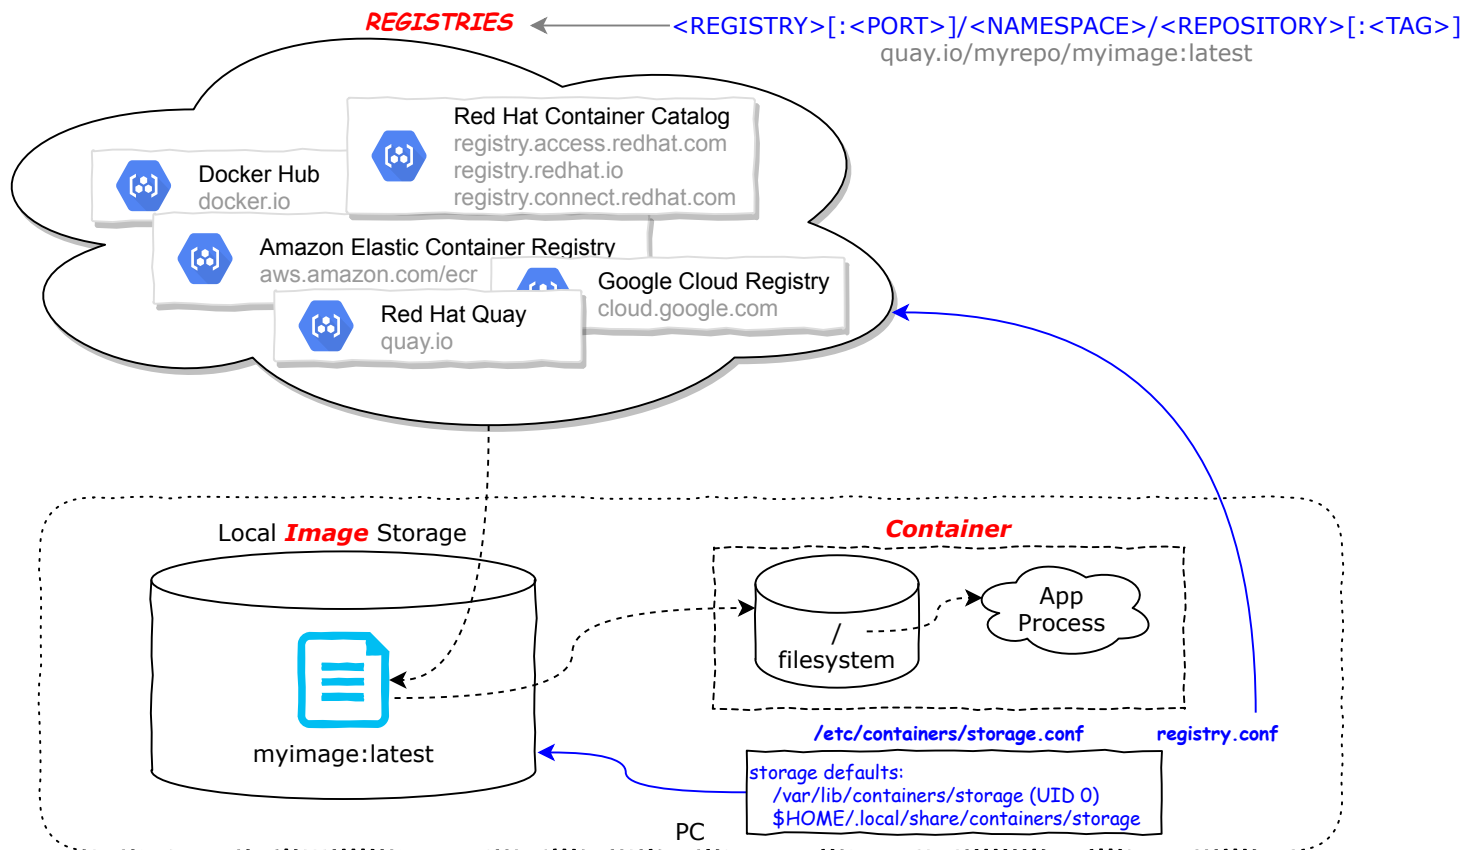 REGISTRIES
<REGISTRY>[:<PORT>]/<NAMESPACE>/<REPOSITORY>[:<TAG>]
quay.io/myrepo/myimage:latest
Red Hat Container Catalog
registry.access.redhat.com
registry.redhat.io
registry.connect.redhat.com
Docker Hub
docker.io
Amazon Elastic Container Registry
aws.amazon.com/ecr
Google Cloud Registry
cloud.google.com
Red Hat Quay
quay.io
Local Image Storage
myimage:latest
Container
/
filesystem
App
Process
/etc/containers/storage.conf
registry.conf
storage defaults:
/var/lib/containers/storage (UID 0)
$HOME/.local/share/containers/storage
PC